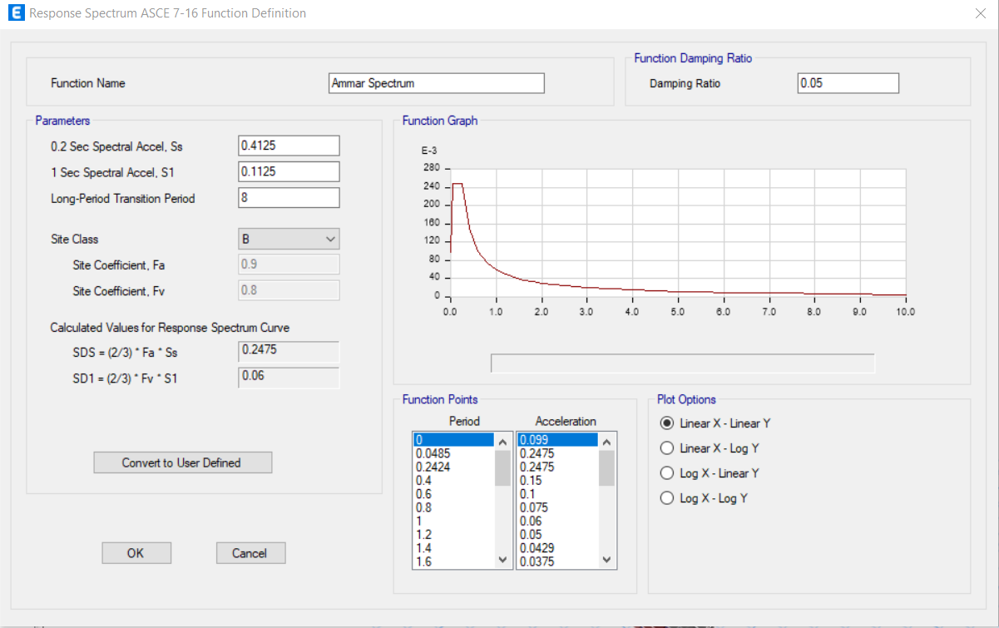 E Response Spectrum ASCE 7-16 Function Definition
Function Name Ammar Spectrum
Function Damping Ratio
Damping Ratio 0.05
Parameters
0.2 Sec Spectral Accel, Ss 0.4125
1 Sec Spectral Accel, S1 0.1125
Long-Period Transition Period 8
Site Class B
Site Coefficient, Fa 0.9
Site Coefficient, Fv 0.8
Calculated Values for Response Spectrum Curve
SDS = (2/3) * Fa * Ss 0.2475
SD1 = (2/3) * Fv * S1 0.06
Convert to User Defined
OK Cancel
Function Graph
E-3
280
240
200
160
120
80
40
0
0.0 1.0 2.0 3.0 4.0 5.0 6.0 7.0 8.0 9.0 10.0
Function Points
Period Acceleration
0 0.099
0.0485 0.2475
0.2424 0.2475
0.4 0.15
0.6 0.1
0.8 0.075
1 0.06
1.2 0.05
1.4 0.0429
1.6 0.0375
Plot Options
Linear X - Linear Y
Linear X - Log Y
Log X - Linear Y
Log X - Log Y